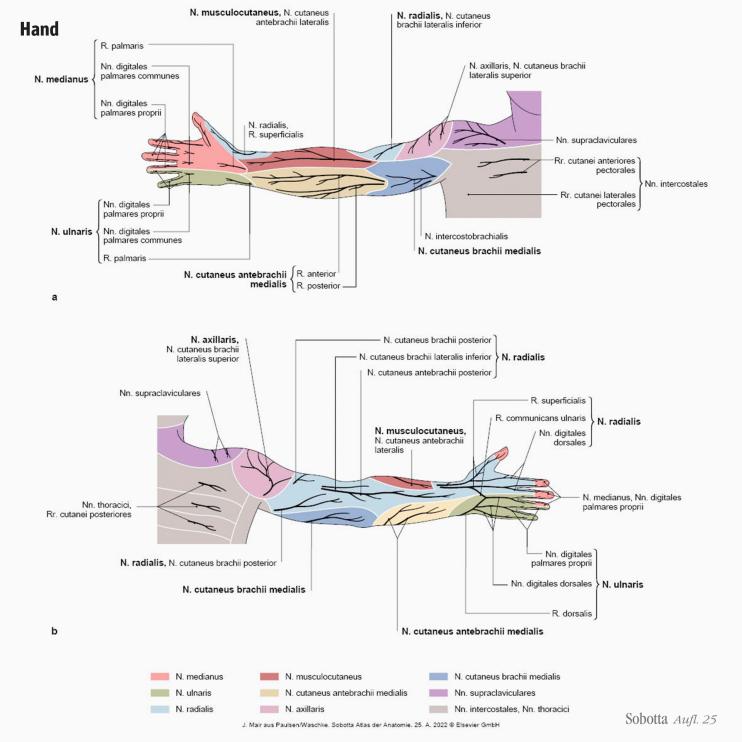 Hand
N. musculocutaneus, N. cutaneus
antebrachii lateralis
N. radialis, N. cutaneus
brachii lateralis inferior
R. palmaris
Nn. digitales
palmares communes
N. medianus
Nn. digitales
palmares proprii
N. radialis,
R. superficialis
N. axillaris, N. cutaneus brachii
lateralis superior
Nn. supraclaviculares
Rr. cutanei anteriores
pectorales
Nn. intercostales
Rr. cutanei laterales
pectorales
Nn. digitales
palmares proprii
N. ulnaris
Nn. digitales
palmares communes
R. palmaris
N. intercostobrachialis
N. cutaneus brachii medialis
N. cutaneus antebrachii
medialis
R. anterior
R. posterior
a
N. axillaris,
N. cutaneus brachii
lateralis superior
N. cutaneus brachii posterior
N. cutaneus brachii lateralis inferior
N. radialis
N. cutaneus antebrachii posterior
Nn. supraclaviculares
N. musculocutaneus,
N. cutaneus antebrachii
lateralis
R. superficialis
R. communicans ulnaris
N. radialis
Nn. digitales
dorsales
Nn. thoracici,
Rr. cutanei posteriores
N. medianus, Nn. digitales
palmares proprii
N. radialis, N. cutaneus brachii posterior
N. cutaneus brachii medialis
Nn. digitales
palmares proprii
Nn. digitales dorsales
N. ulnaris
R. dorsalis
N. cutaneus antebrachii medialis
b
N. medianus
N. musculocutaneus
N. cutaneus brachii medialis
N. ulnaris
N. cutaneus antebrachii medialis
Nn. supraclaviculares
N. radialis
N. axillaris
Nn. intercostales, Nn. thoracici
J. Mair aus Paulsen/Waschke. Sobotta Atlas der Anatomie. 25. A. 2022 © Elsevier GmbH
Sobotta Aufl. 25